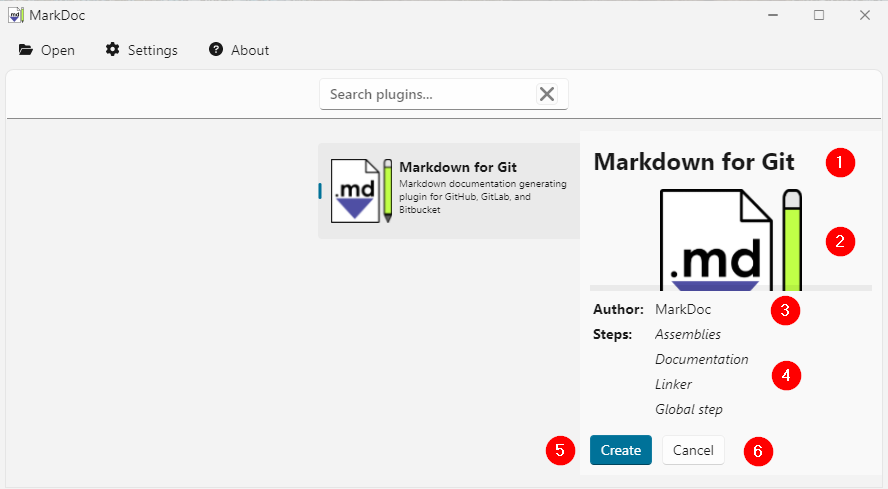 MarkDoc
Open Settings About
Search plugins...
Markdown for Git
Markdown documentation generating
plugin for GitHub, GitLab, and
Bitbucket
.md
Markdown for Git 1
.md 2
Author: MarkDoc 3
Steps: Assemblies
Documentation
Linker 4
Global step
5 Create Cancel 6